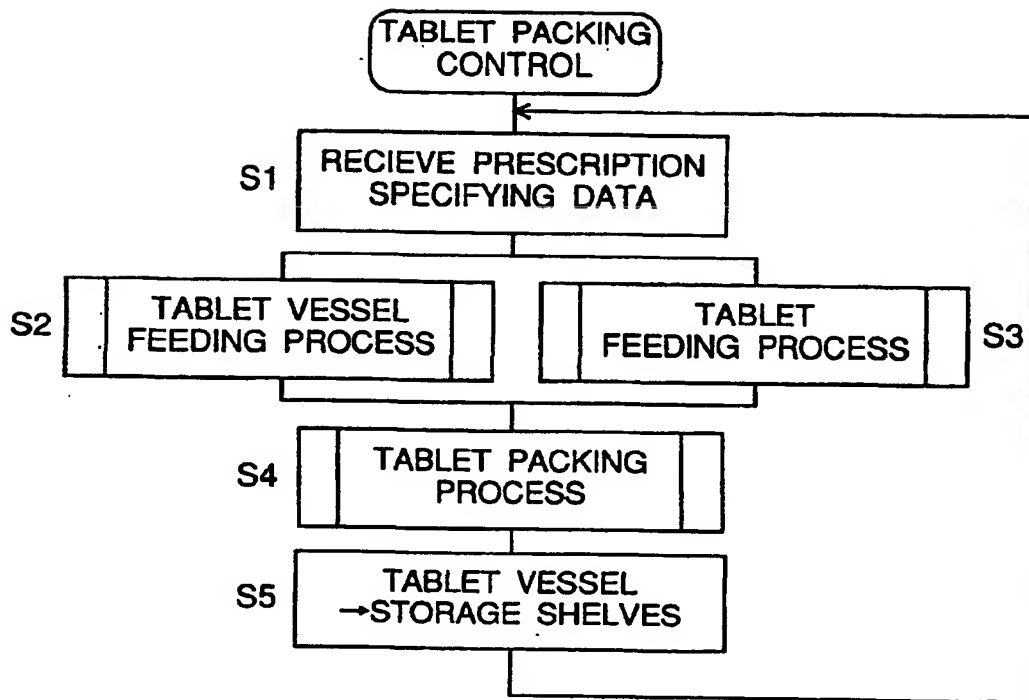 TABLET PACKING
CONTROL
S1
RECIEVE PRESCRIPTION
SPECIFYING DATA
S2
TABLET VESSEL
FEEDING PROCESS
TABLET
FEEDING PROCESS
S3
S4
TABLET PACKING
PROCESS
S5
TABLET VESSEL
→STORAGE SHELVES